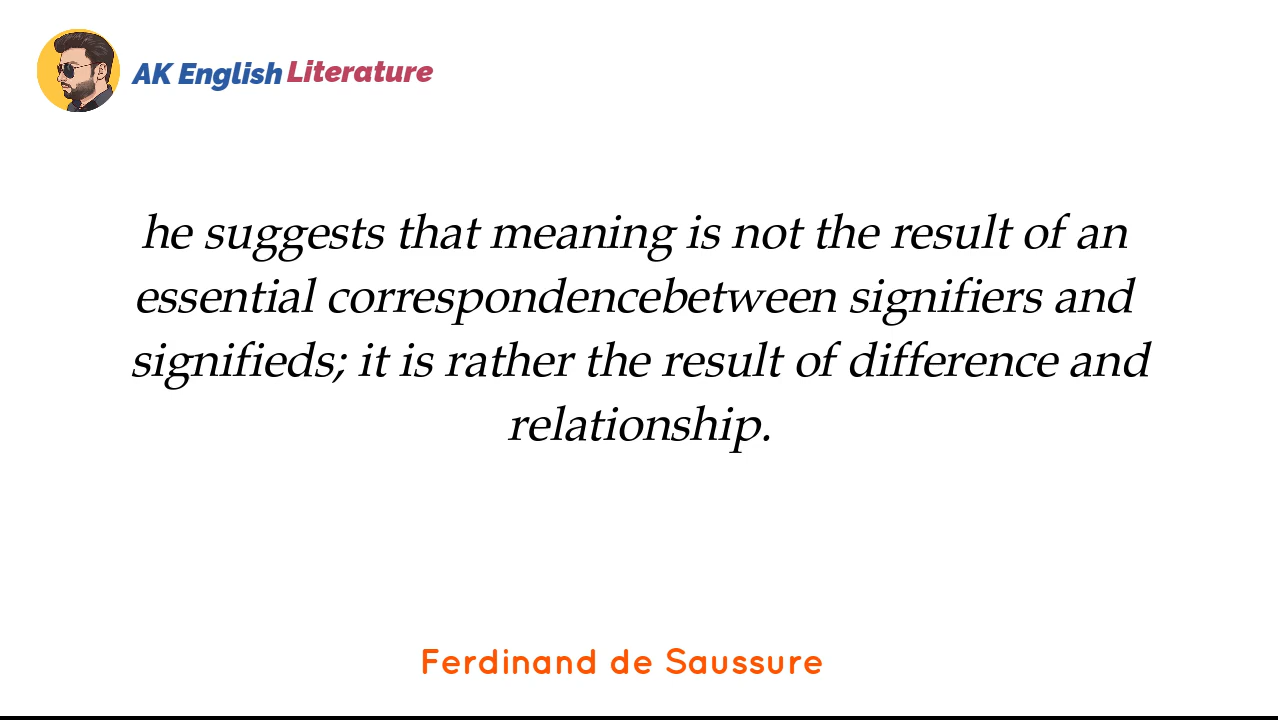 AK English Literature
he suggests that meaning is not the result of an
essential correspondencebetween signifiers and
signifieds; it is rather the result of difference and
relationship.
Ferdinand de Saussure